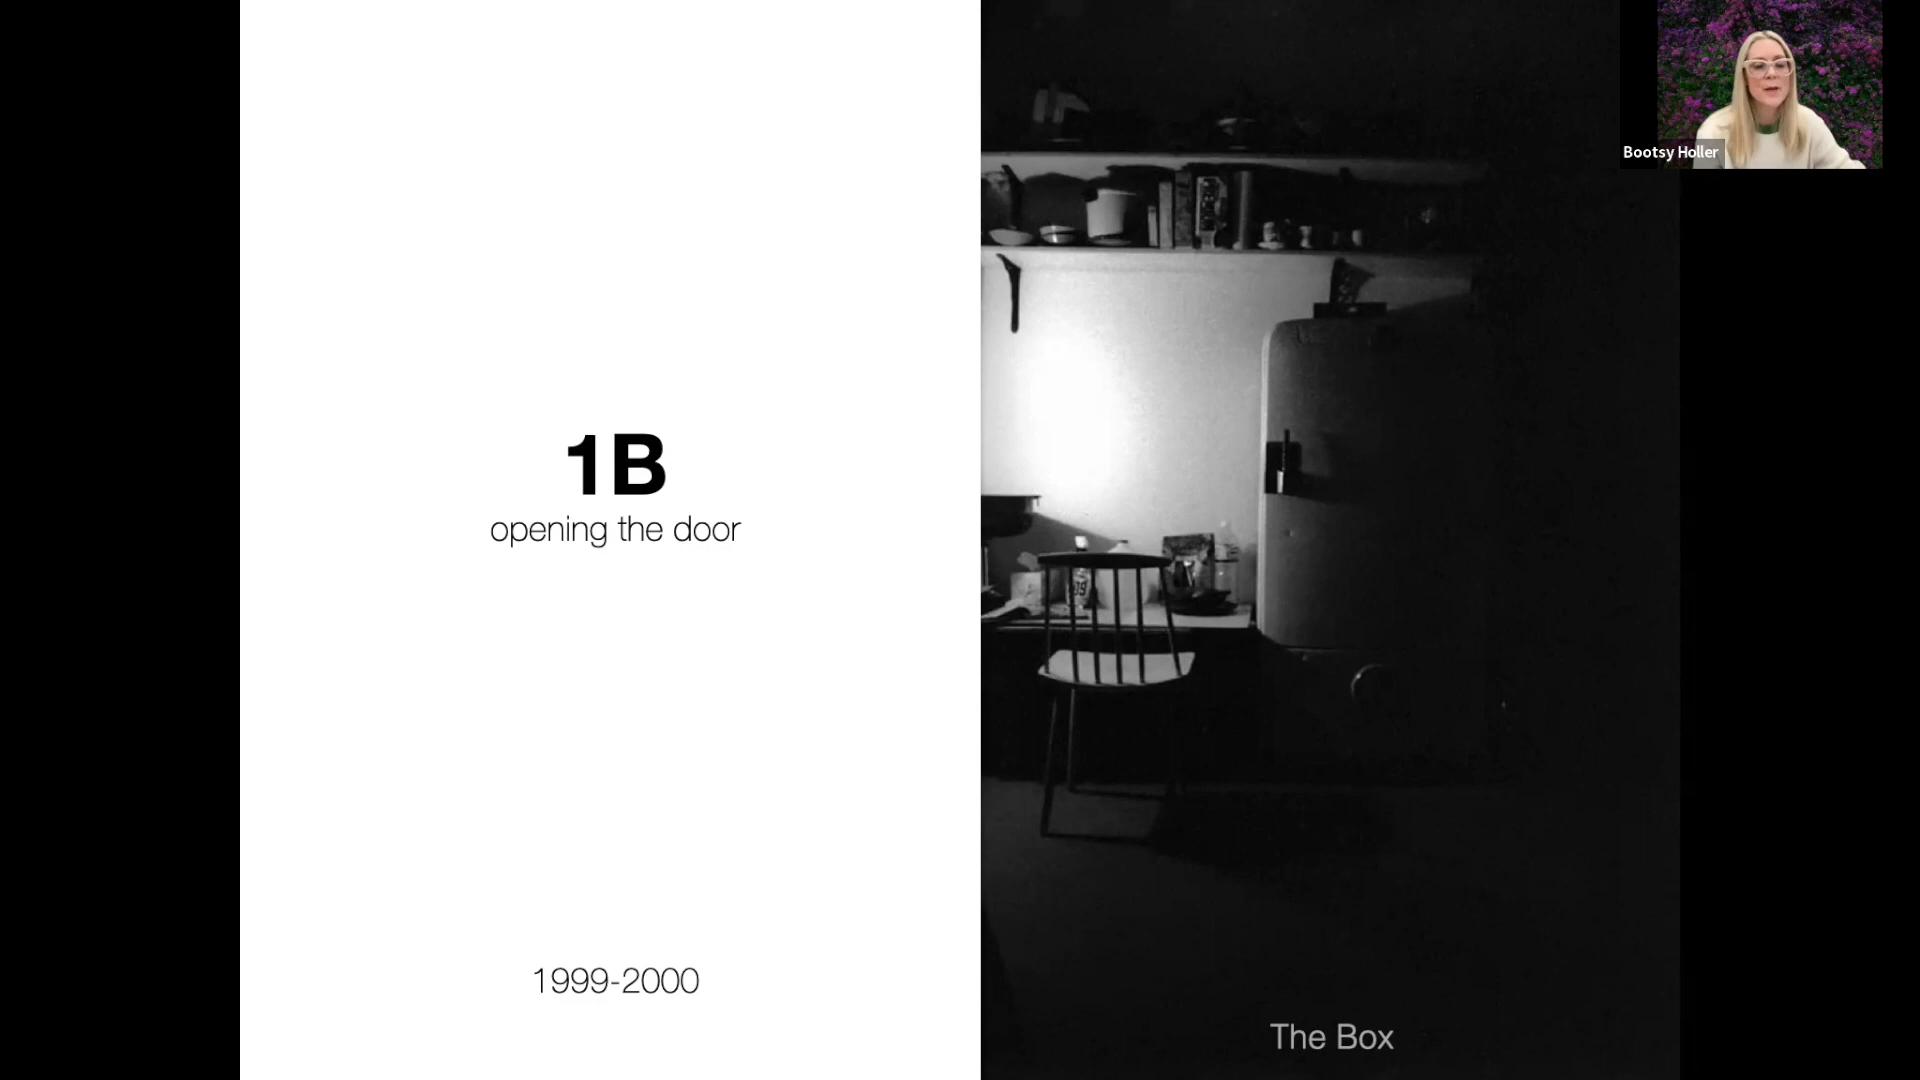 1B
opening the door
1999-2000
The Box
Bootsy Holler